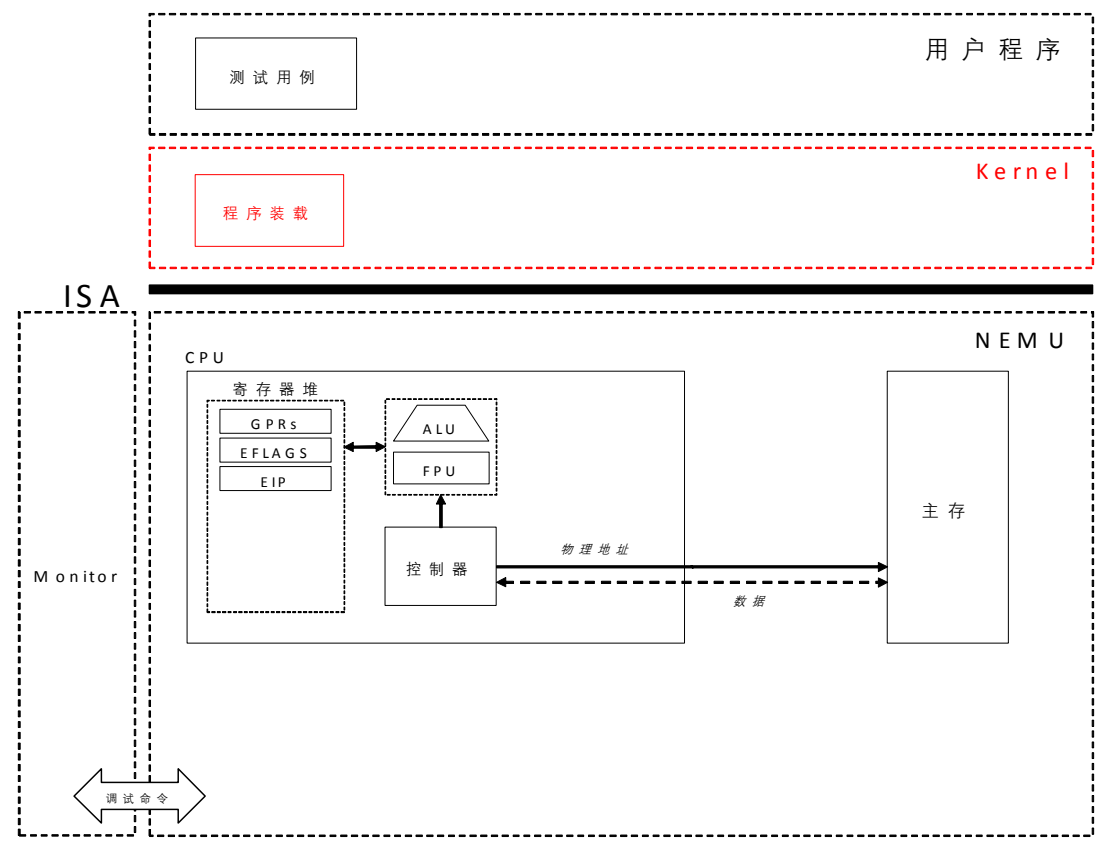 用户程序
测试用例
Kernel
程序装载
ISA
NEMU
CPU
寄存器堆
GPRs
EFLAGS
EIP
ALU
FPU
控制器
物理地址
数据
主存
Monitor
调试命令